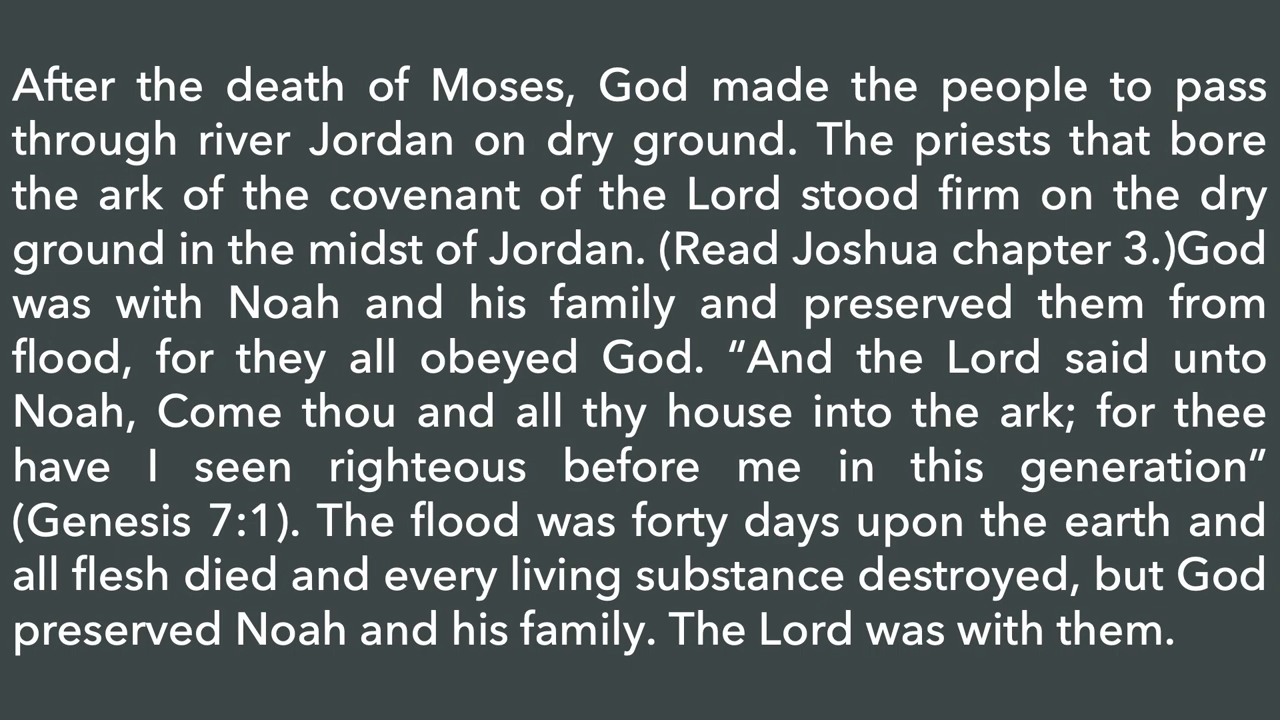 After the death of Moses, God made the people to pass
through river Jordan on dry ground. The priests that bore
the ark of the covenant of the Lord stood firm on the dry
ground in the midst of Jordan. (Read Joshua chapter 3.)God
was with Noah and his family and preserved them from
flood, for they all obeyed God. “And the Lord said unto
Noah, Come thou and all thy house into the ark; for thee
have I seen righteous before me in this generation”
(Genesis 7:1). The flood was forty days upon the earth and
all flesh died and every living substance destroyed, but God
preserved Noah and his family. The Lord was with them.